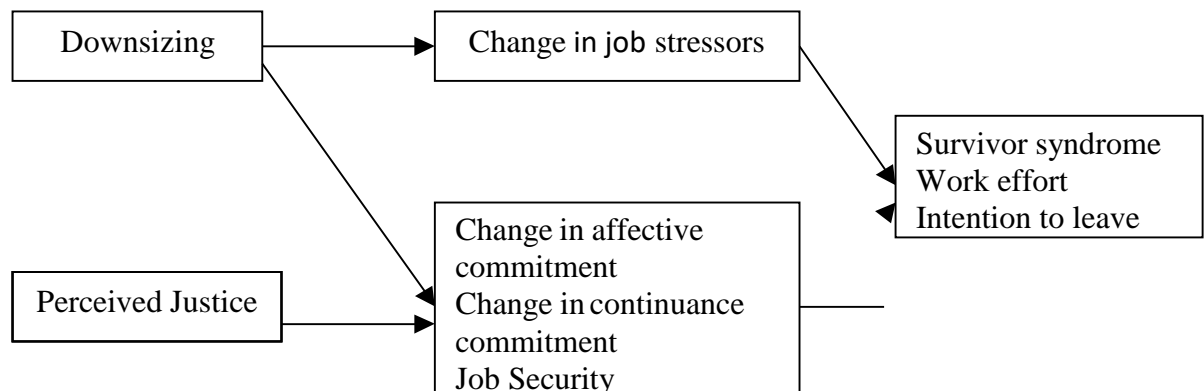 Downsizing
Change in job stressors
Survivor syndrome
Work effort
Intention to leave
Change in affective
commitment
Change in continuance
commitment
Job Security
Perceived Justice